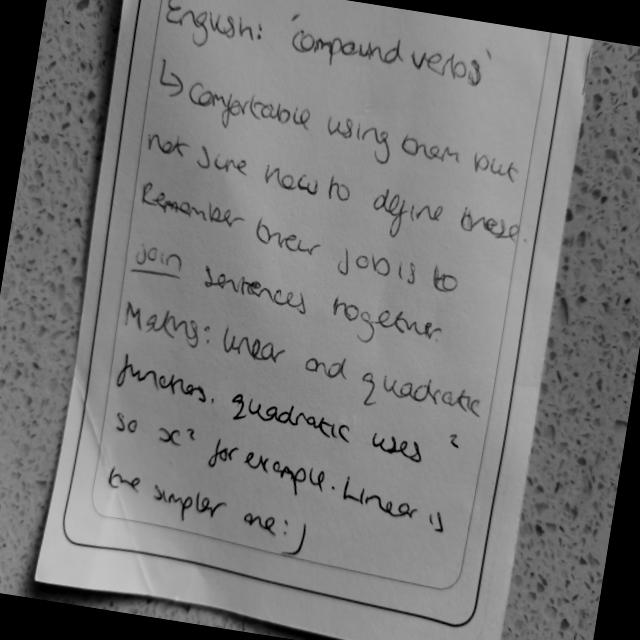 English: 'compound verbs'
↳ Comfortable using them but
not sure how to define these.
Remember their job is to
join sentences together.
Maths: linear and quadratic
functions. quadratic uses ²
so x² for example. Linear is
the simpler one :)